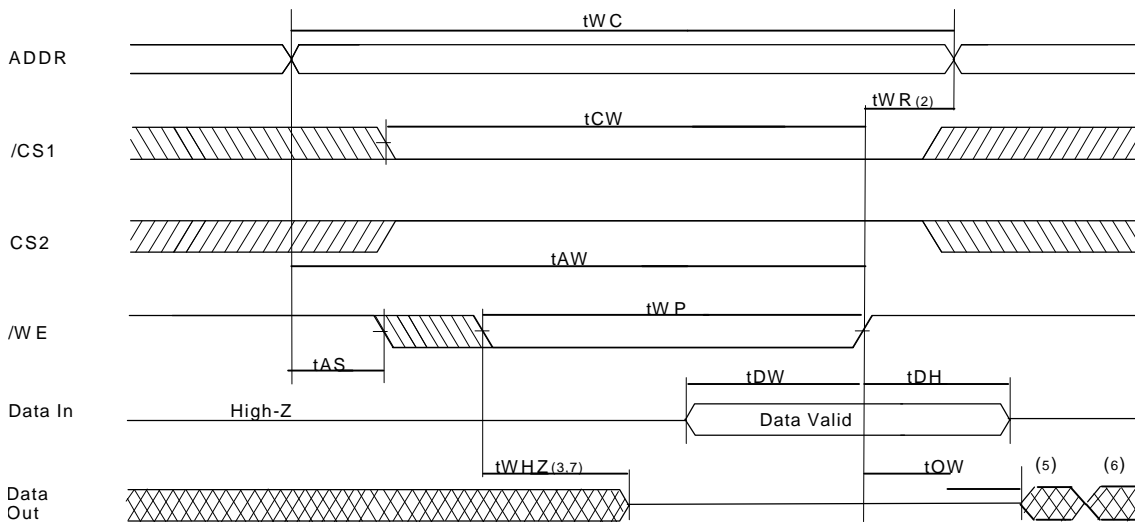 tWC
ADDR
tWR(2)
tCW
/CS1
CS2
tAW
tWP
/WE
tAS
tDW
tDH
Data In
High-Z
Data Valid
tWHZ(3,7)
tOW
(5)
(6)
Data
Out